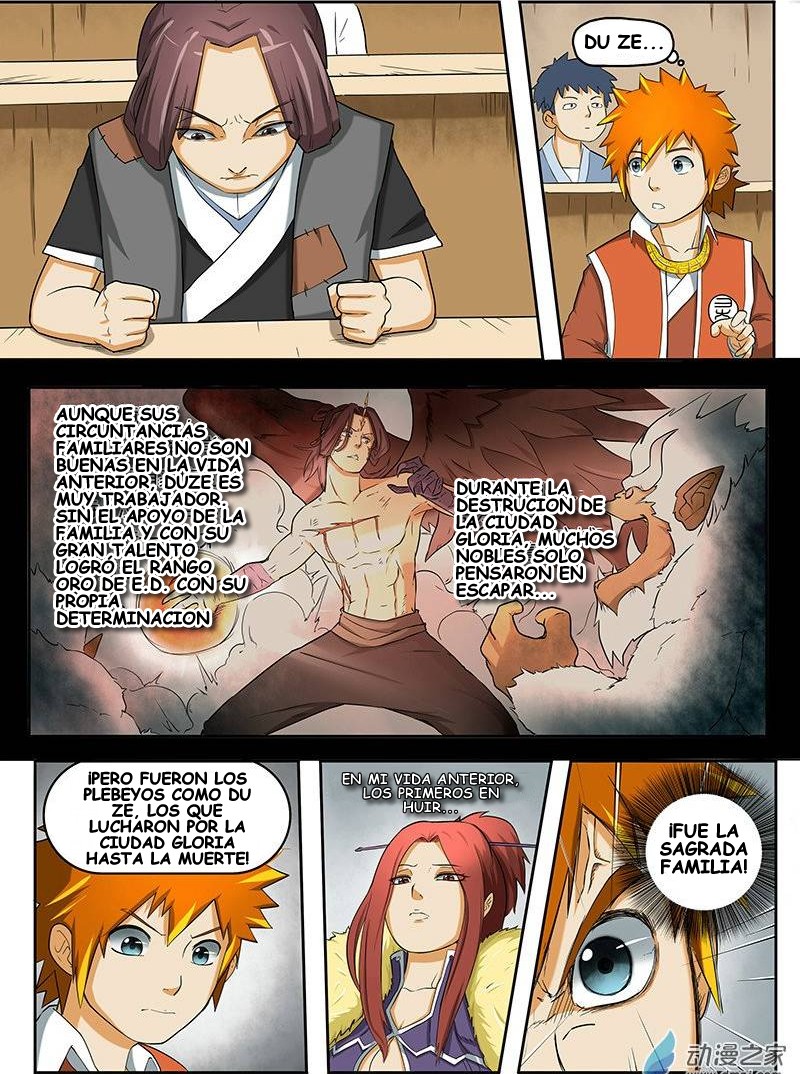 DU ZE...
AUNQUE SUS
CIRCUNTANCIAS
FAMILIARES NO SON
BUENAS EN LA VIDA
ANTERIOR, DUZE ES
MUY TRABAJADOR.
SIN EL APOYO DE LA
FAMILIA Y CON SU
GRAN TALENTO
LOGRÓ EL RANGO
ORO DE E.D. CON SU
PROPIA
DETERMINACION
DURANTE LA
DESTRUCION DE
LA CIUDAD
GLORIA, MUCHOS
NOBLES SOLO
PENSARON EN
ESCAPAR...
¡PERO FUERON LOS
PLEBEYOS COMO DU
ZE, LOS QUE
LUCHARON POR LA
CIUDAD GLORIA
HASTA LA MUERTE!
EN MI VIDA ANTERIOR,
LOS PRIMEROS EN
HUIR...
¡FUE LA
SAGRADA
FAMILIA!
动漫之家